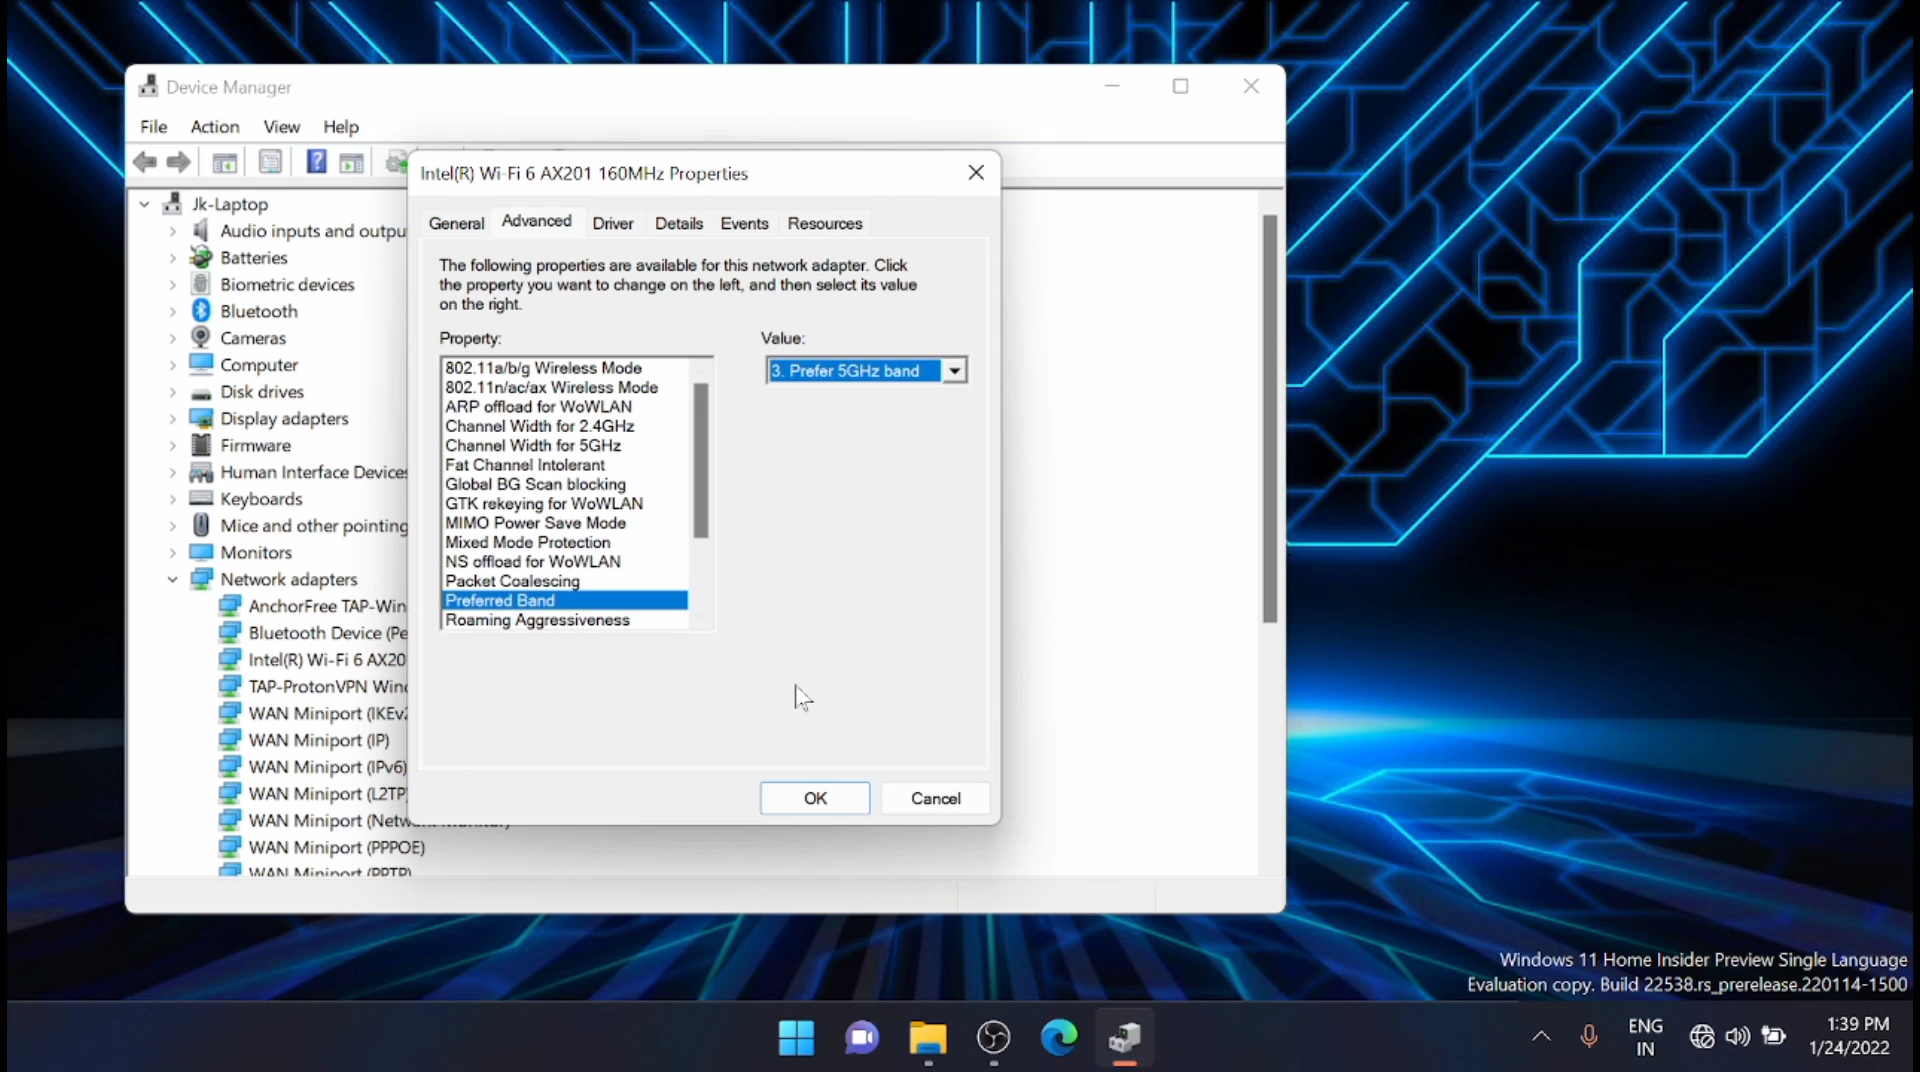 Device Manager
File Action View Help
Intel(R) Wi-Fi 6 AX201 160MHz Properties
General Advanced Driver Details Events Resources
The following properties are available for this network adapter. Click
the property you want to change on the left, and then select its value
on the right.
Property:
802.11a/b/g Wireless Mode
802.11n/ac/ax Wireless Mode
ARP offload for WoWLAN
Channel Width for 2.4GHz
Channel Width for 5GHz
Fat Channel Intolerant
Global BG Scan blocking
GTK rekeying for WoWLAN
MIMO Power Save Mode
Mixed Mode Protection
NS offload for WoWLAN
Packet Coalescing
Preferred Band
Roaming Aggressiveness
Value:
3. Prefer 5GHz band
OK Cancel
Jk-Laptop
Audio inputs and outpu
Batteries
Biometric devices
Bluetooth
Cameras
Computer
Disk drives
Display adapters
Firmware
Human Interface Devices
Keyboards
Mice and other pointing
Monitors
Network adapters
AnchorFree TAP-Win
Bluetooth Device (Pe
Intel(R) Wi-Fi 6 AX20
TAP-ProtonVPN Winc
WAN Miniport (IKEv2
WAN Miniport (IP)
WAN Miniport (IPv6)
WAN Miniport (L2TP)
WAN Miniport (Network Monitor)
WAN Miniport (PPPOE)
WAN Miniport (PPTP)
Windows 11 Home Insider Preview Single Language
Evaluation copy. Build 22538.rs_prerelease.220114-1500
ENG
IN
1:39 PM
1/24/2022